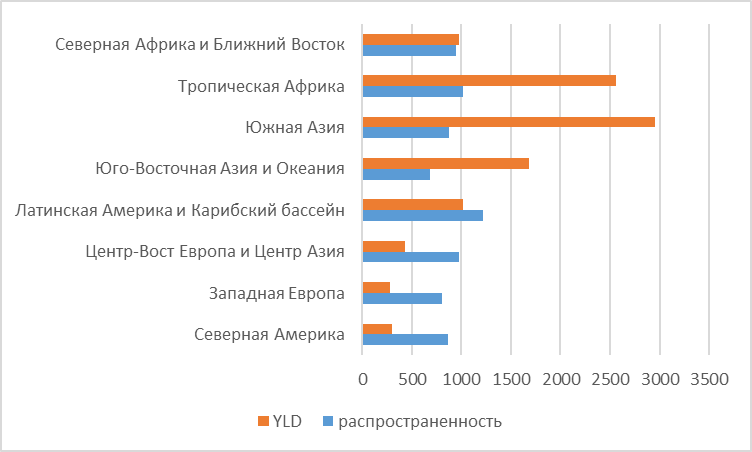 Северная Африка и Ближний Восток
Тропическая Африка
Южная Азия
Юго-Восточная Азия и Океания
Латинская Америка и Карибский бассейн
Центр-Вост Европа и Центр Азия
Западная Европа
Северная Америка
0 500 1000 1500 2000 2500 3000 3500
YLD распространенность